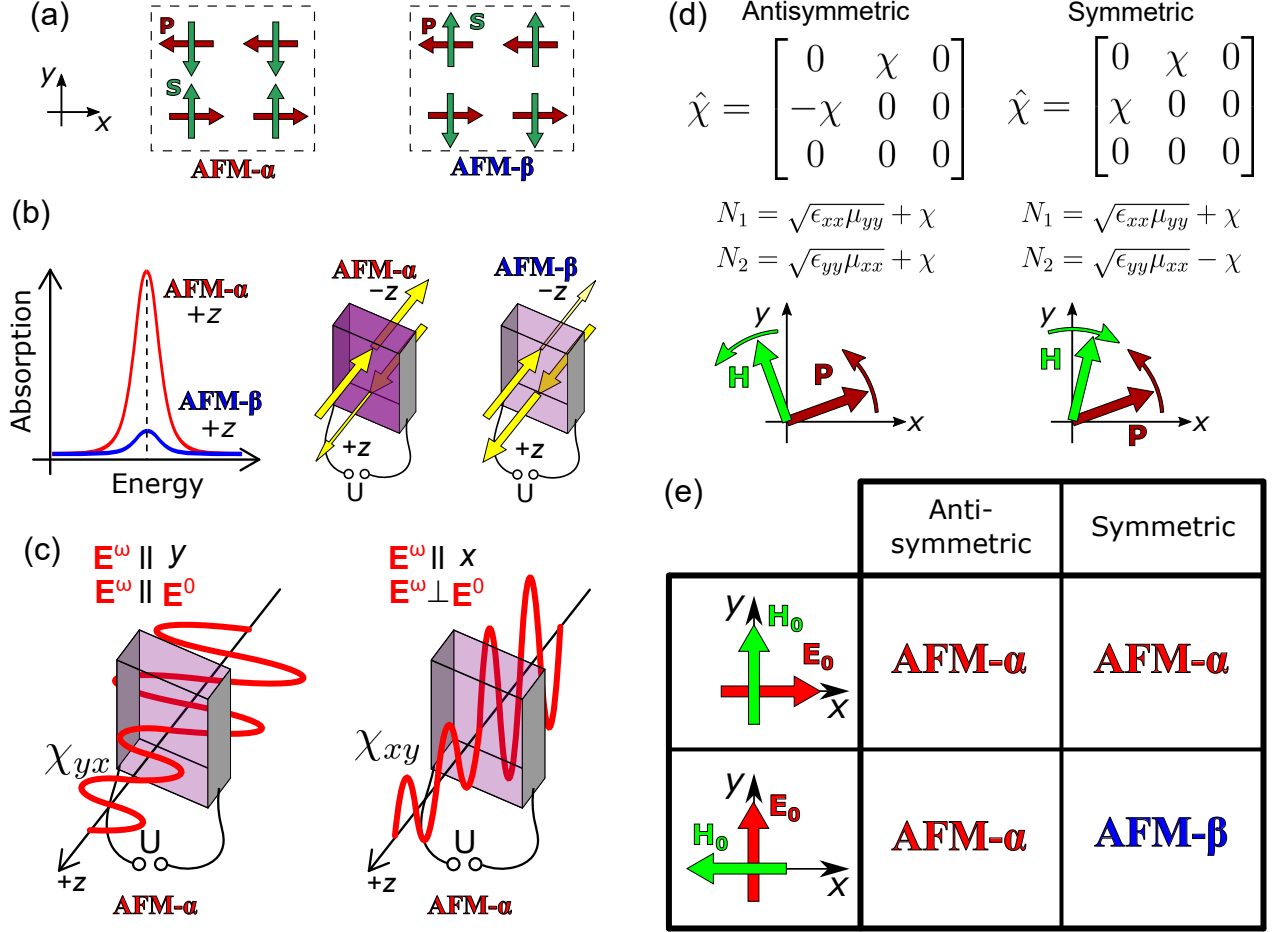 (a)
P
S
y
x
AFM-α
P
S
AFM-β
(b)
Absorption
Energy
AFM-α
+z
AFM-β
+z
AFM-α
−z
+z
U
AFM-β
−z
+z
U
(c)
E^ω || y
E^ω || E^0
χ_yx
U
+z
AFM-α
E^ω || x
E^ω ⊥ E^0
χ_xy
U
+z
AFM-α
(d)
Antisymmetric
χ̂ = [0 χ 0
−χ 0 0
0 0 0]
N_1 = √(ϵ_xx μ_yy) + χ
N_2 = √(ϵ_yy μ_xx) + χ
y
H
P
x
Symmetric
χ̂ = [0 χ 0
χ 0 0
0 0 0]
N_1 = √(ϵ_xx μ_yy) + χ
N_2 = √(ϵ_yy μ_xx) − χ
y
H
P
x
(e)
Anti-
symmetric
Symmetric
y
H_0
E_0
x
AFM-α
AFM-α
y
E_0
H_0
x
AFM-α
AFM-β